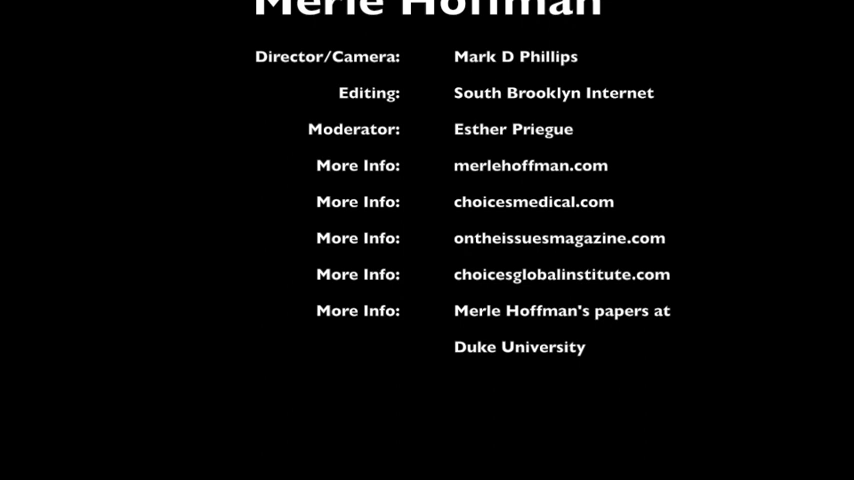 Merle Hoffman
Director/Camera: Mark D Phillips
Editing: South Brooklyn Internet
Moderator: Esther Priegue
More Info: merlehoffman.com
More Info: choicesmedical.com
More Info: ontheissuesmagazine.com
More Info: choicesglobalinstitute.com
More Info: Merle Hoffman's papers at
Duke University